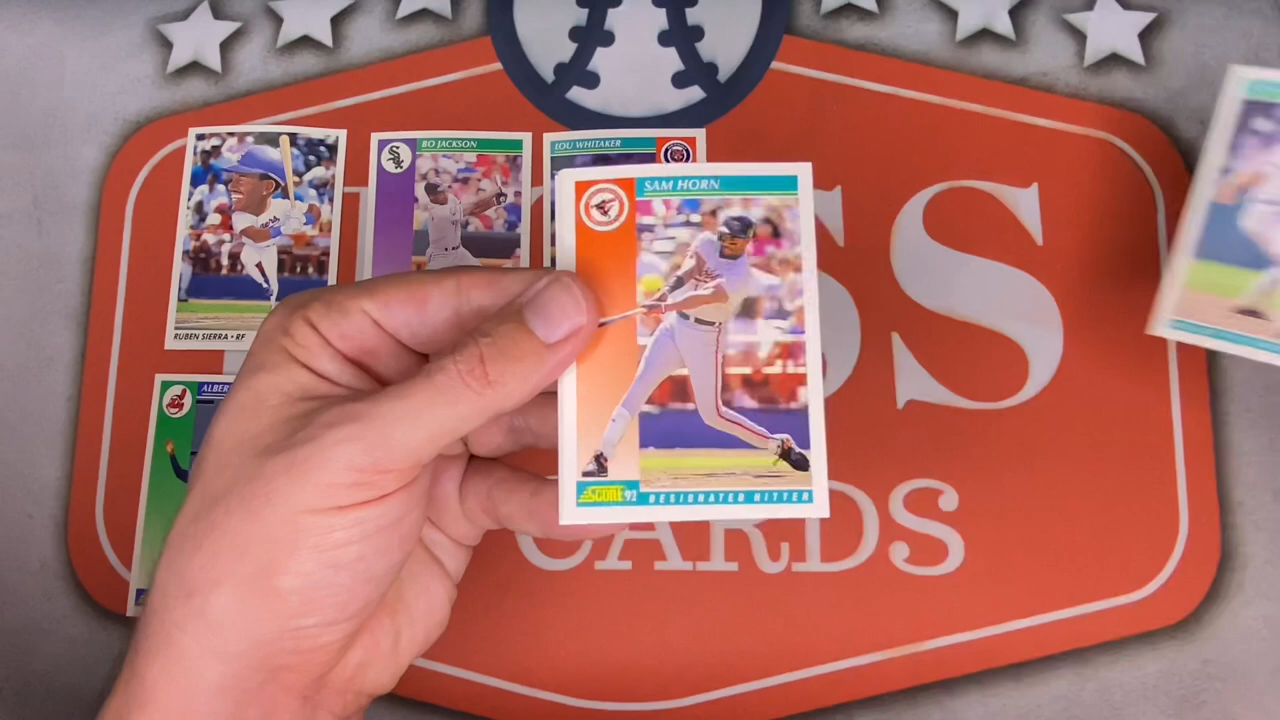 BO JACKSON
LOU WHITAKER
SAM HORN
RUBEN SIERRA • RF
ALBER
SCORE 92
DESIGNATED HITTER
SS
CARDS